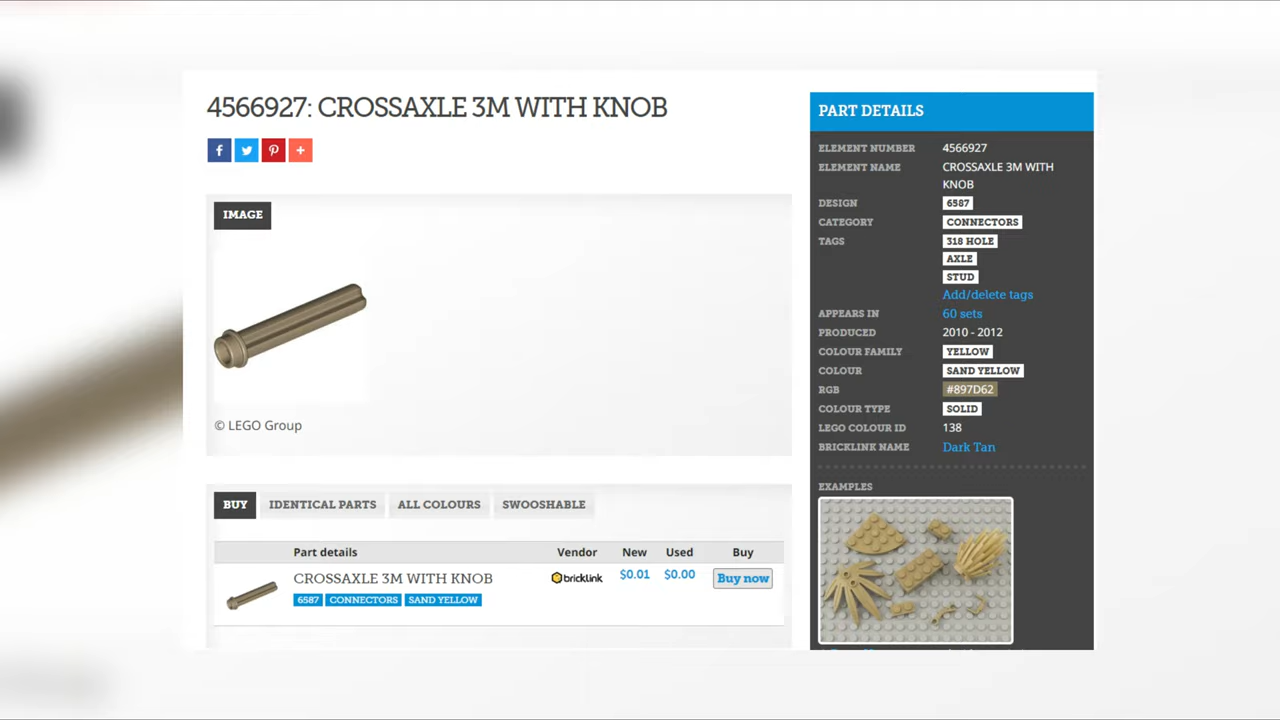 4566927: CROSSAXLE 3M WITH KNOB
IMAGE
© LEGO Group
BUY
IDENTICAL PARTS
ALL COLOURS
SWOOSHABLE
Part details Vendor New Used Buy
CROSSAXLE 3M WITH KNOB bricklink $0.01 $0.00 Buy now
6587 CONNECTORS SAND YELLOW
PART DETAILS
ELEMENT NUMBER 4566927
ELEMENT NAME CROSSAXLE 3M WITH
KNOB
DESIGN 6587
CATEGORY CONNECTORS
TAGS 318 HOLE
AXLE
STUD
Add/delete tags
APPEARS IN 60 sets
PRODUCED 2010 - 2012
COLOUR FAMILY YELLOW
COLOUR SAND YELLOW
RGB #897D62
COLOUR TYPE SOLID
LEGO COLOUR ID 138
BRICKLINK NAME Dark Tan
EXAMPLES